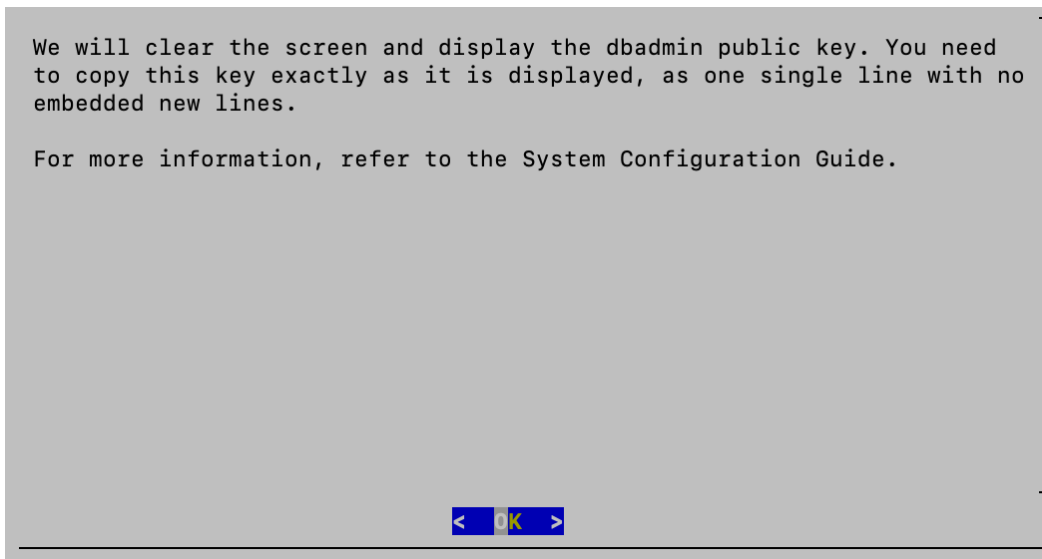 We will clear the screen and display the dbadmin public key. You need
to copy this key exactly as it is displayed, as one single line with no
embedded new lines.
For more information, refer to the System Configuration Guide.
<  OK  >